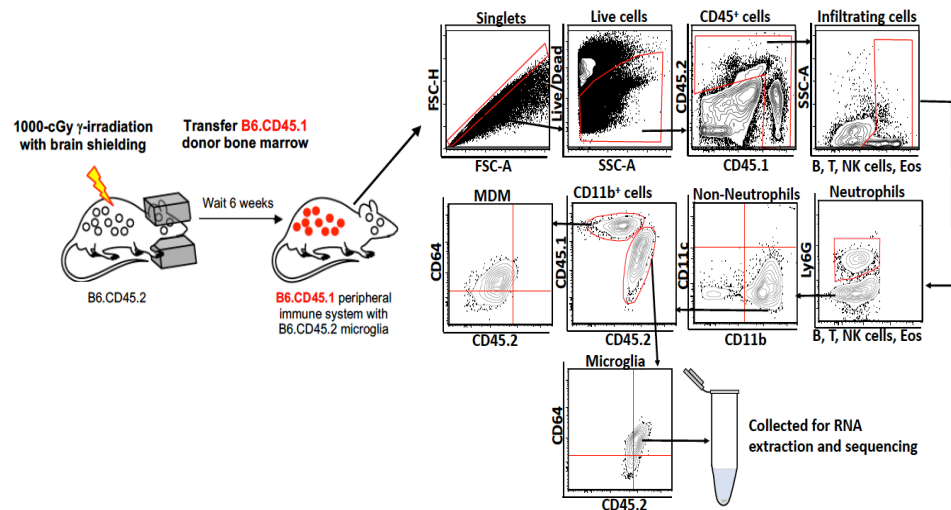 1000-cGy γ-irradiation
with brain shielding
Transfer B6.CD45.1
donor bone marrow
Wait 6 weeks
B6.CD45.2
B6.CD45.1 peripheral
immune system with
B6.CD45.2 microglia
Singlets
FSC-H
FSC-A
Live cells
Live/Dead
SSC-A
CD45⁺ cells
CD45.2
CD45.1
Infiltrating cells
SSC-A
B, T, NK cells, Eos
MDM
CD64
CD45.2
CD11b⁺ cells
CD45.1
CD45.2
Non-Neutrophils
CD11c
CD11b
Neutrophils
Ly6G
B, T, NK cells, Eos
Microglia
CD64
CD45.2
Collected for RNA
extraction and sequencing